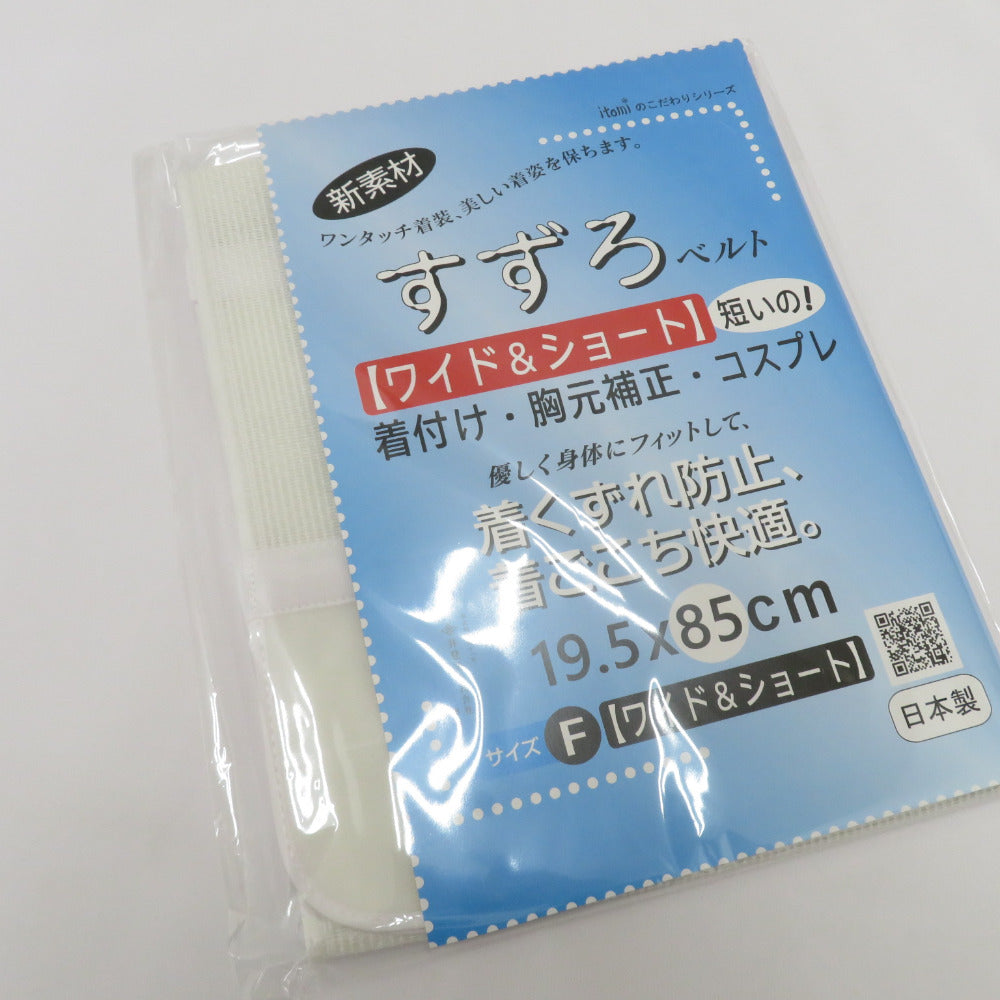 itomiのこだわりシリーズ
新素材
ワンタッチ着装、美しい着姿を保ちます。
すずろベルト
【ワイド&ショート】
短いの!
着付け・胸元補正・コスプレ
優しく身体にフィットして、
着くずれ防止、
着ごこち快適。
19.5x85cm
サイズ F 【ワイド&ショート】
日本製